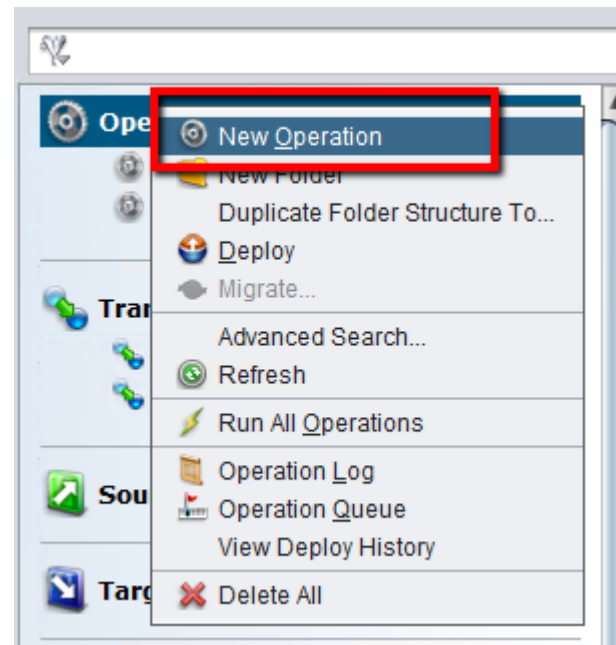 Ope
New Operation
New Folder
Duplicate Folder Structure To...
Deploy
Migrate...
Tran
Advanced Search...
Refresh
Run All Operations
Operation Log
Sou
Operation Queue
View Deploy History
Targ
Delete All